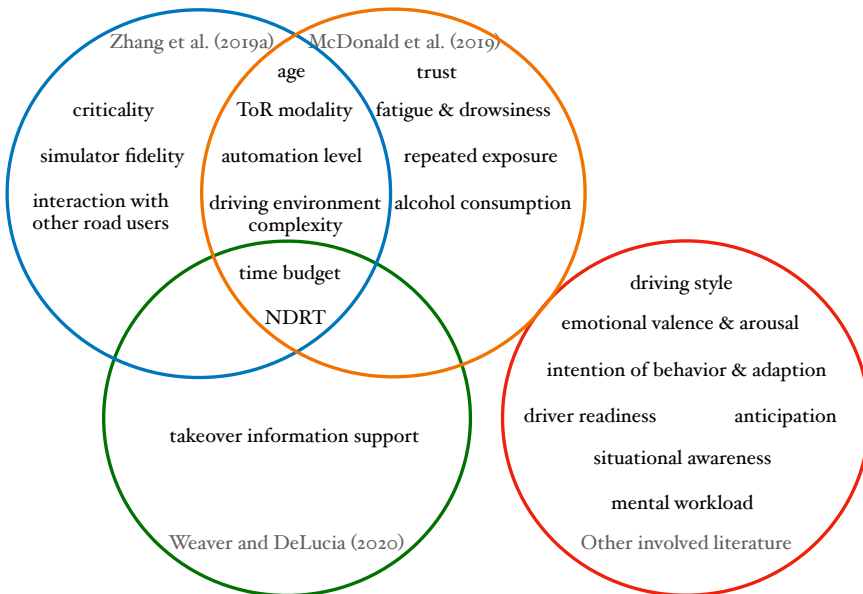 Zhang et al. (2019a)
McDonald et al. (2019)
age
trust
criticality
ToR modality
fatigue & drowsiness
simulator fidelity
automation level
repeated exposure
interaction with
other road users
driving environment
complexity
alcohol consumption
time budget
NDRT
driving style
emotional valence & arousal
intention of behavior & adaption
driver readiness
anticipation
takeover information support
situational awareness
mental workload
Weaver and DeLucia (2020)
Other involved literature